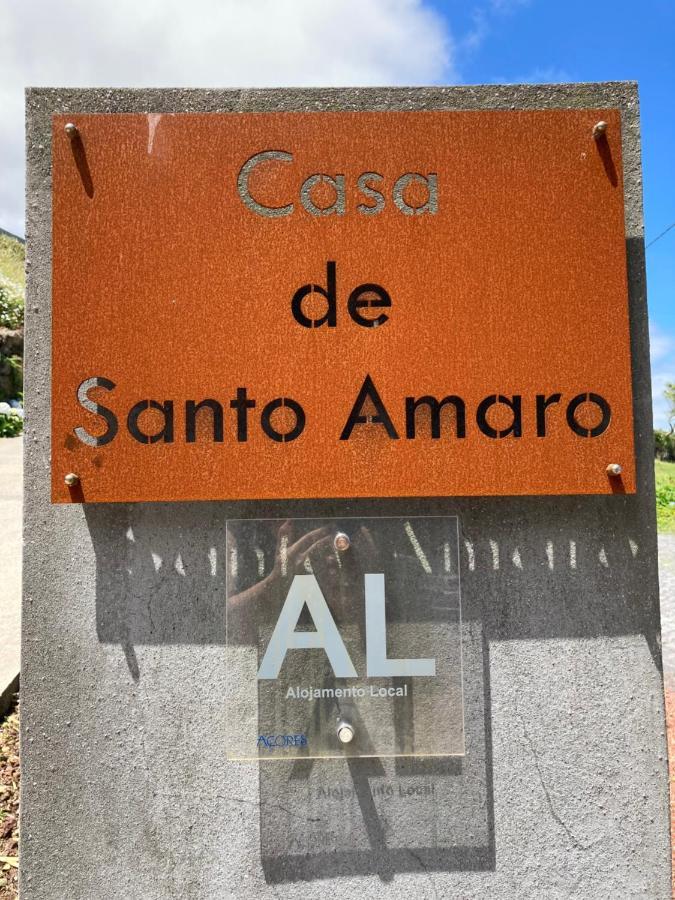 Casa
de
Santo Amaro
AL
Alojamento Local
AÇORES